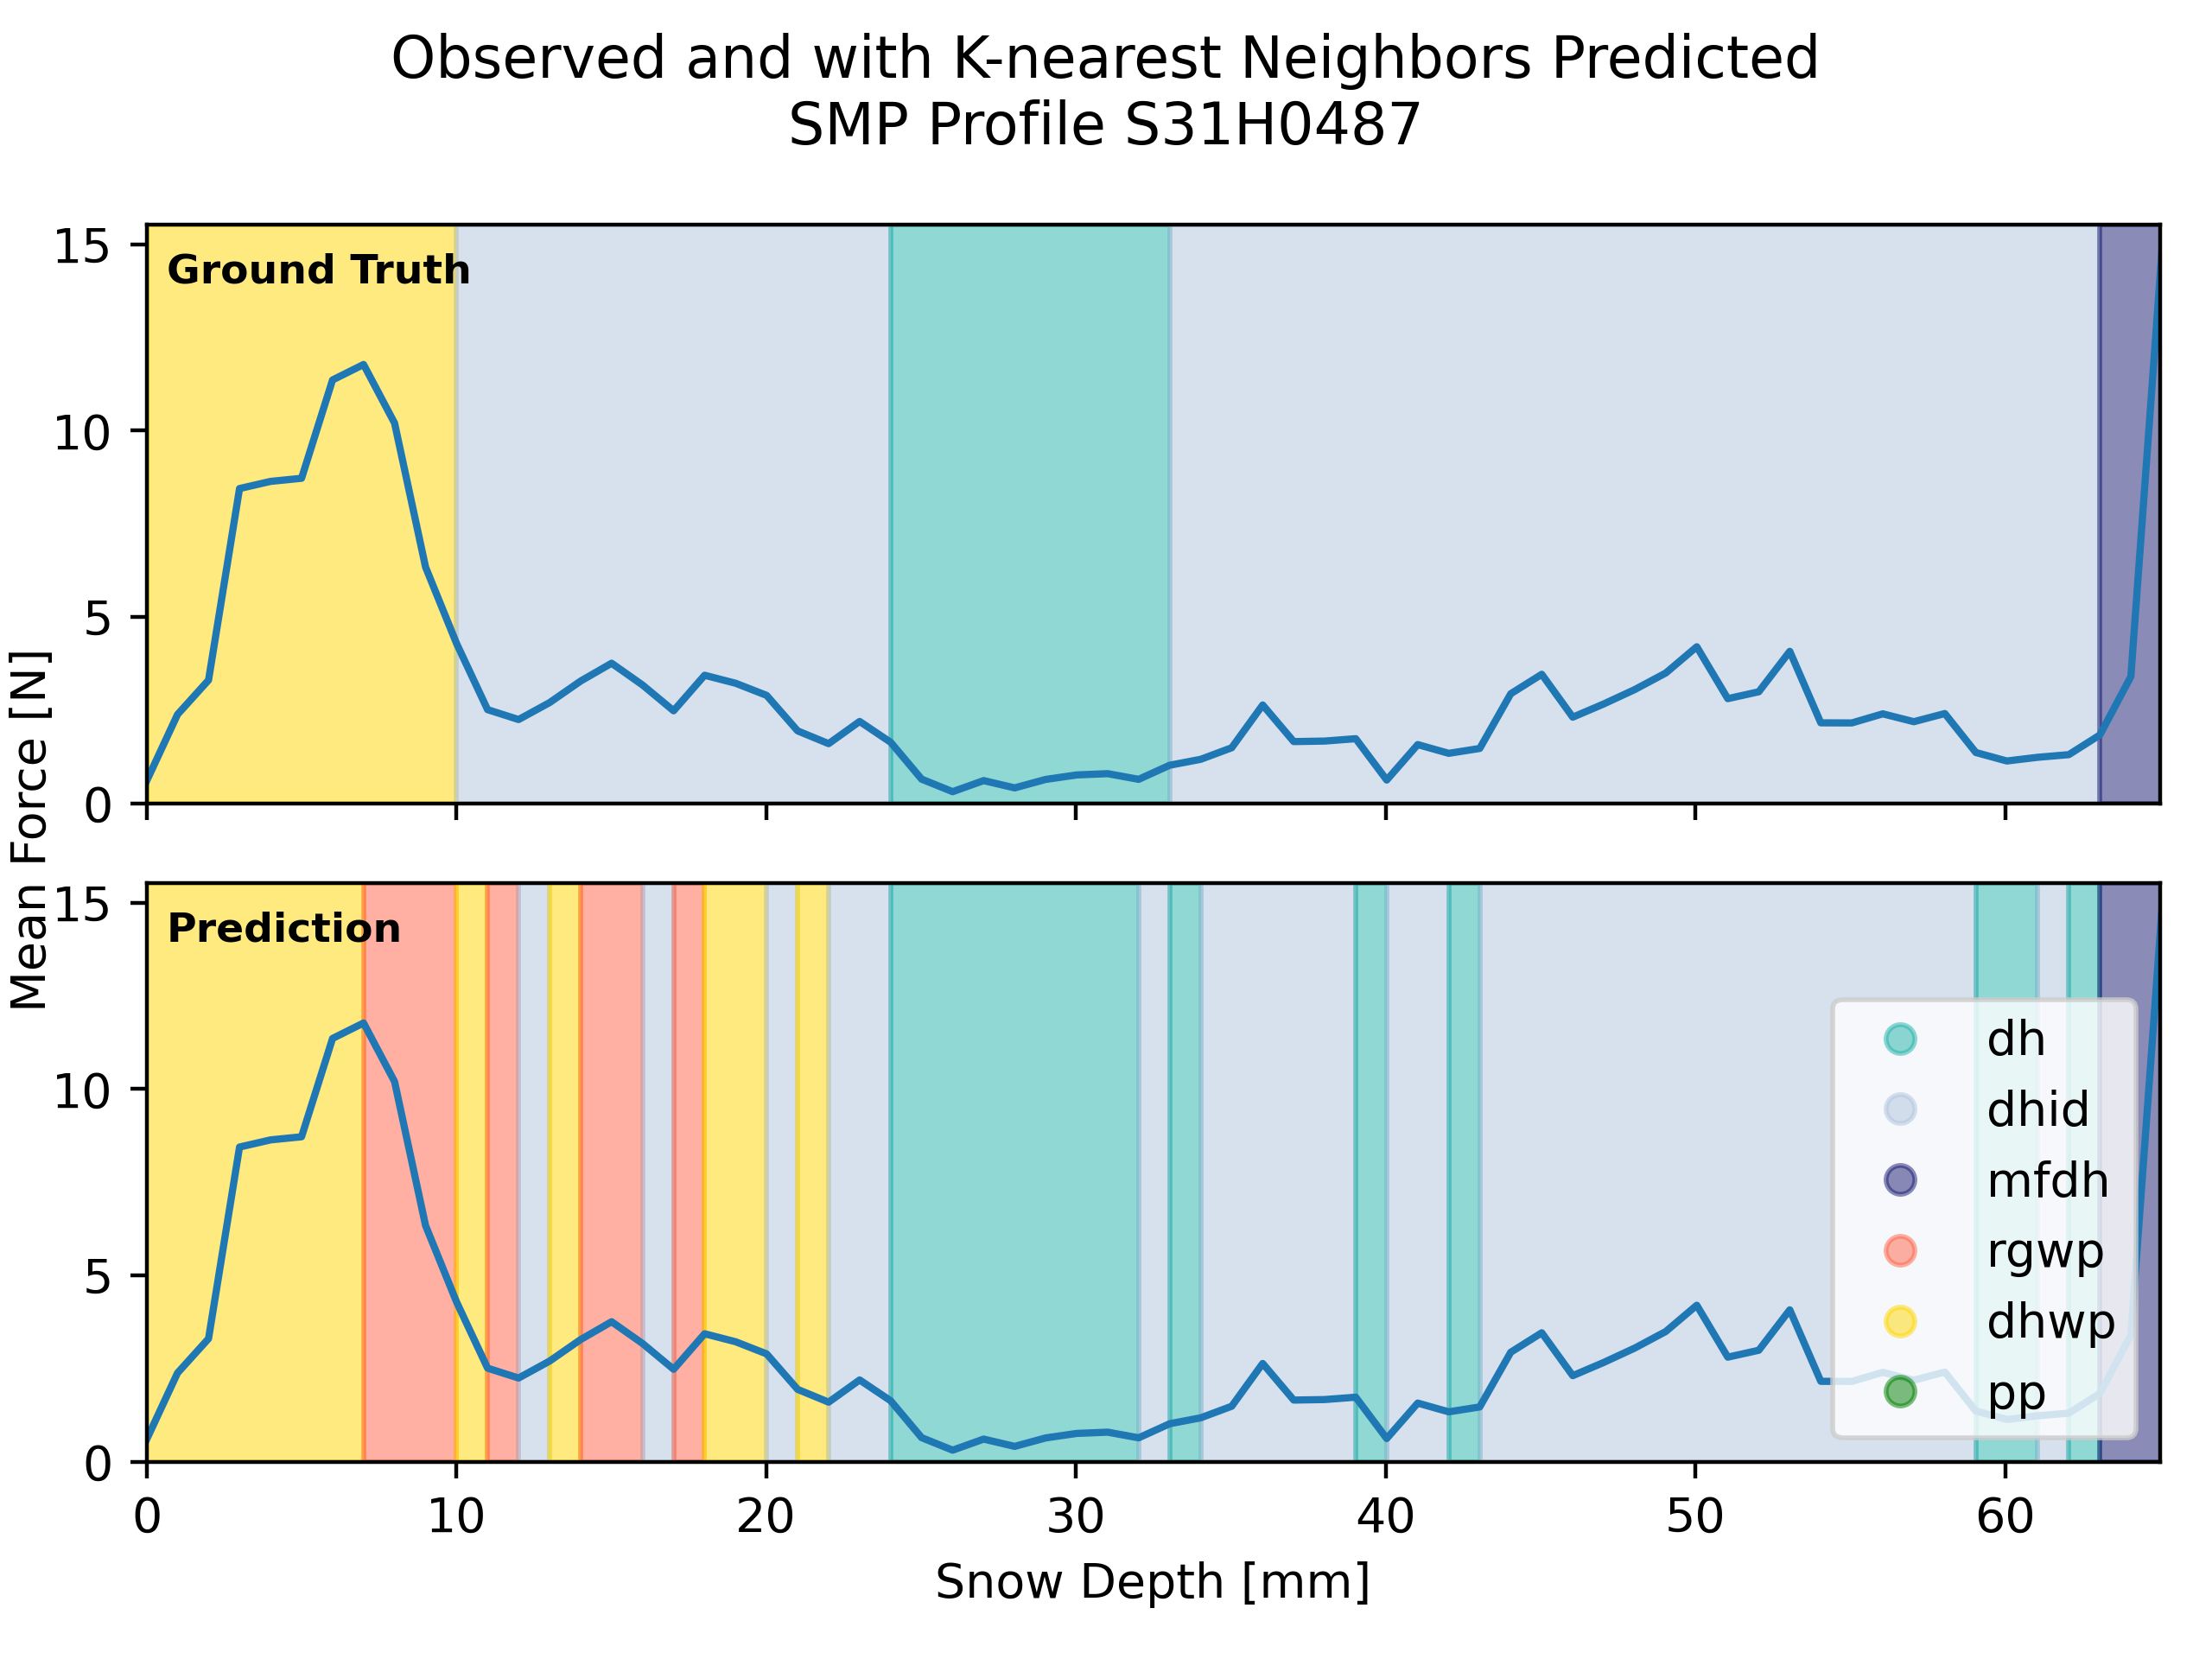 Observed and with K-nearest Neighbors Predicted
SMP Profile S31H0487
Mean Force [N]
15
10
5
0
Ground Truth
15
10
5
0
Prediction
dh
dhid
mfdh
rgwp
dhwp
pp
0 10 20 30 40 50 60
Snow Depth [mm]